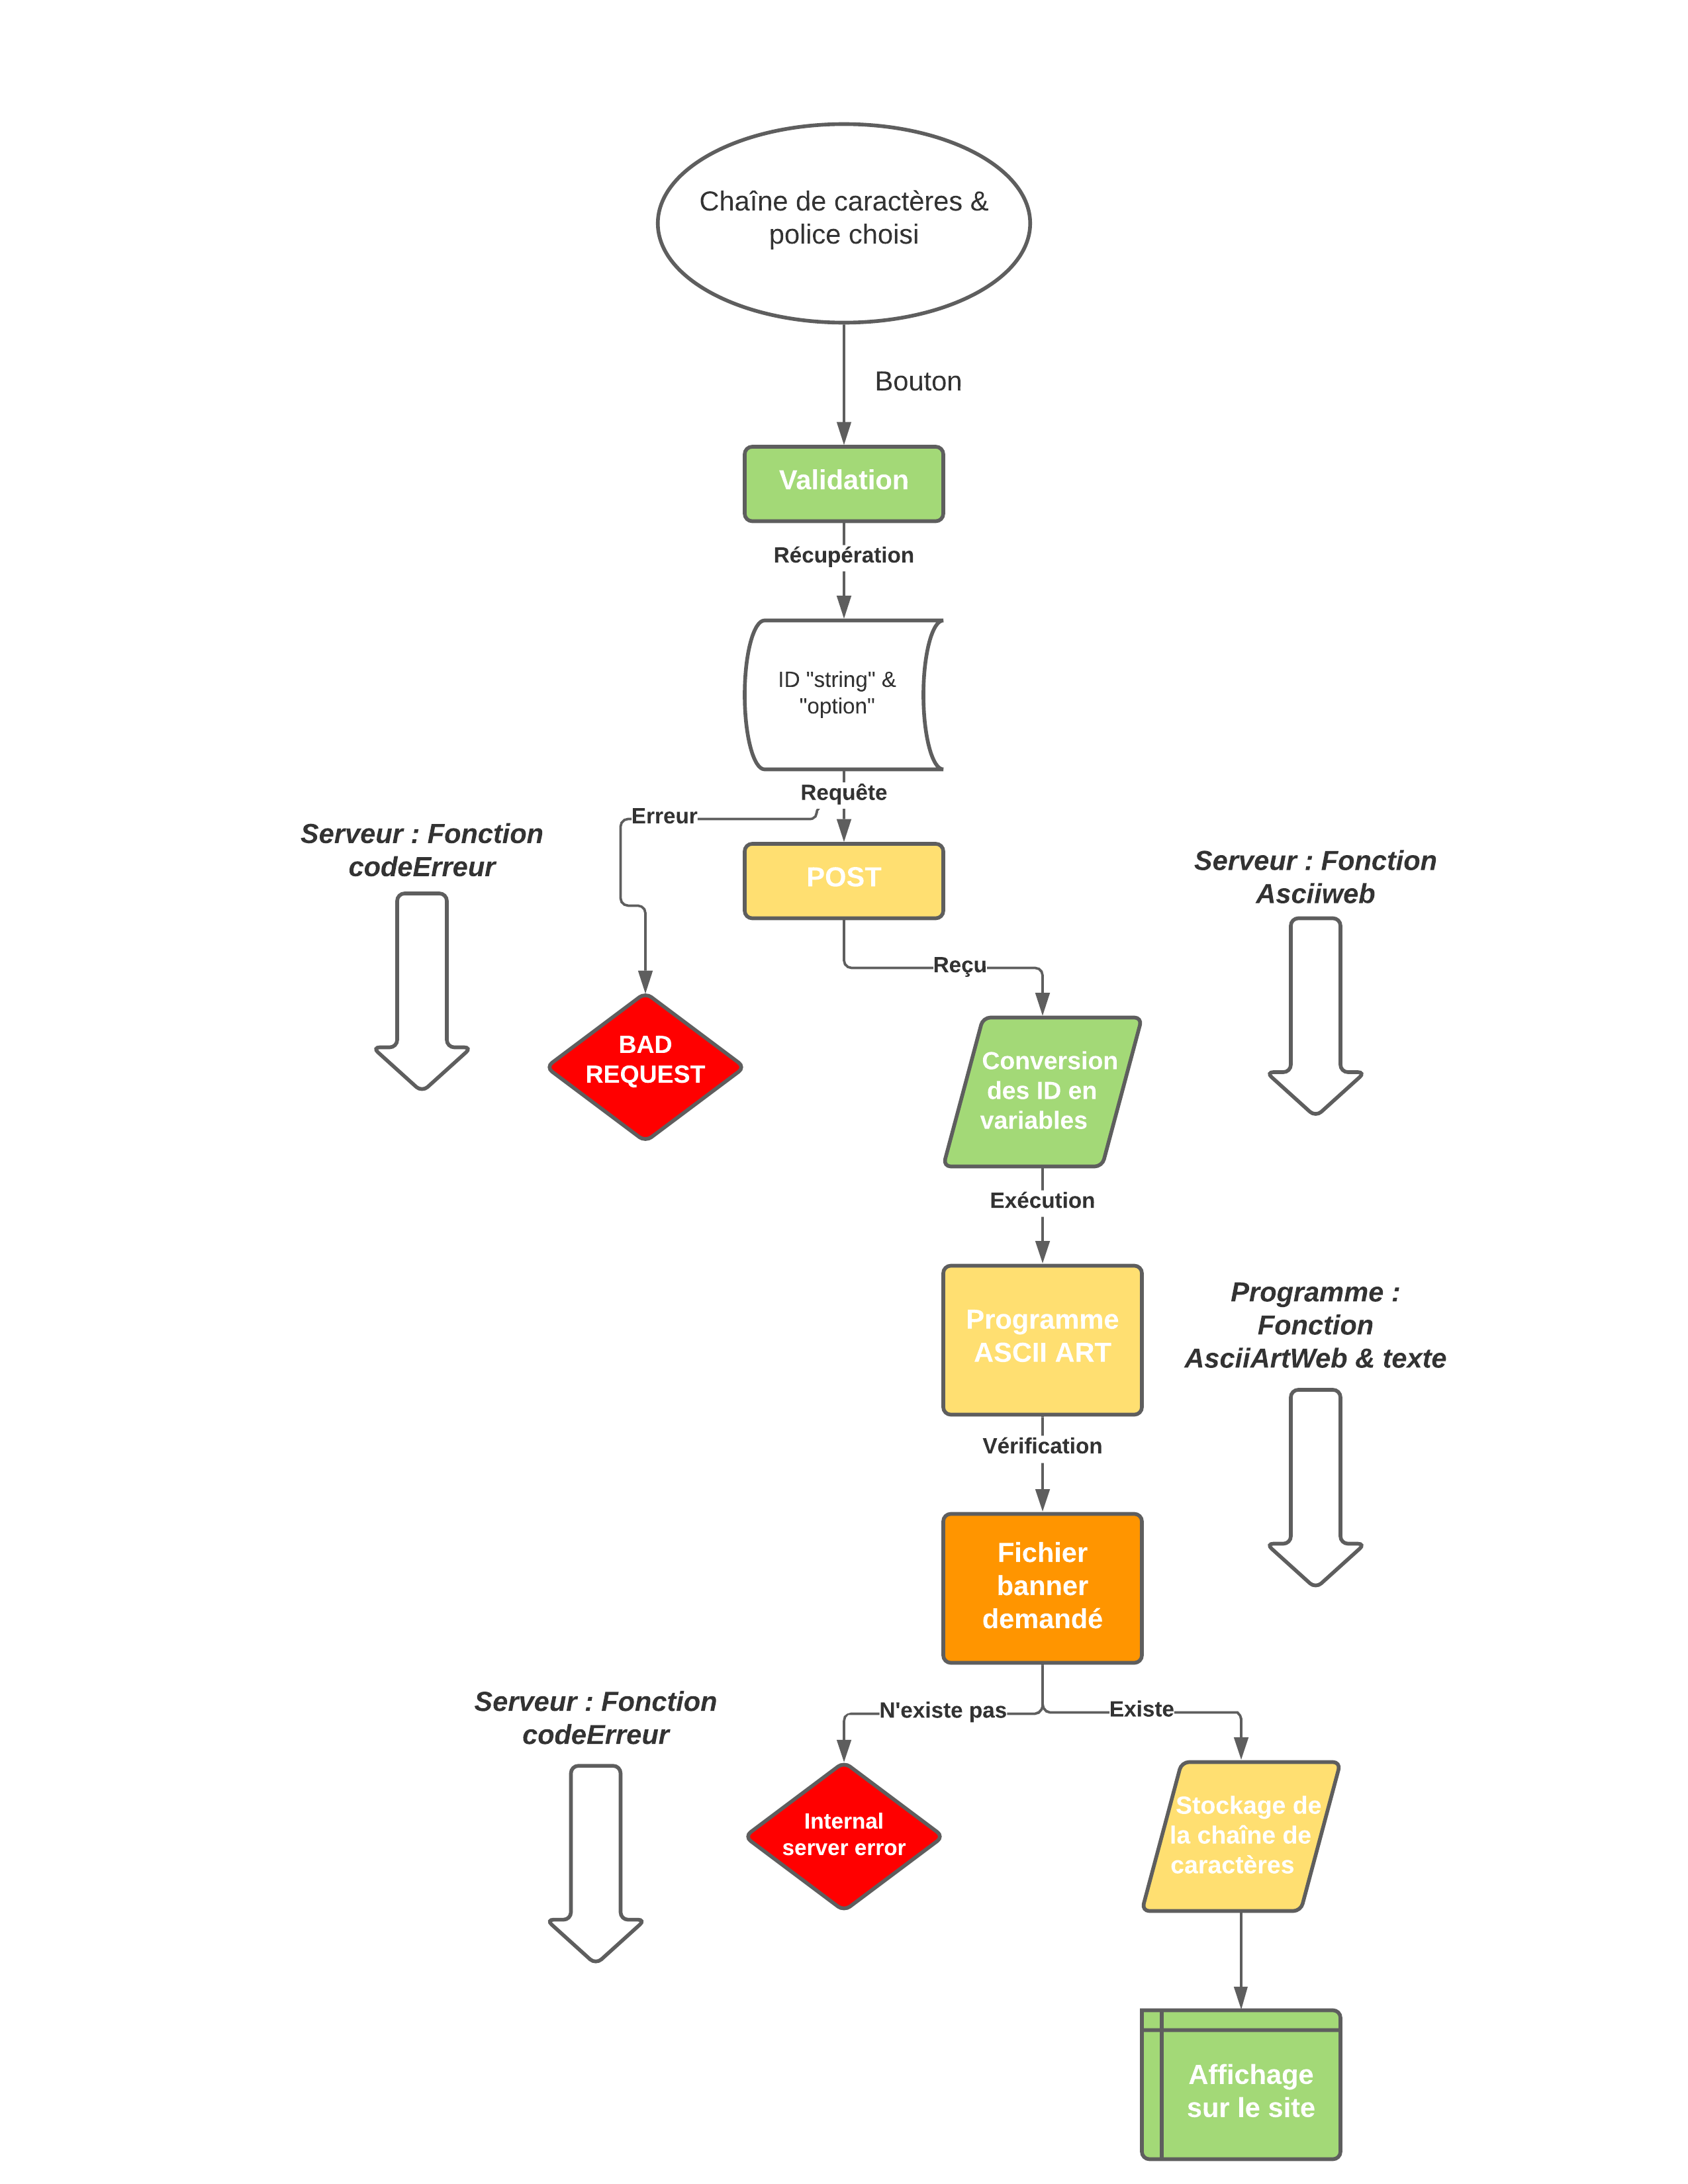 Chaîne de caractères &
police choisi
Bouton
Validation
Récupération
ID "string" &
"option"
Requête
Erreur
Serveur : Fonction
codeErreur
POST
Serveur : Fonction
Asciiweb
Reçu
BAD
REQUEST
Conversion
des ID en
variables
Exécution
Programme
ASCII ART
Programme :
Fonction
AsciiArtWeb & texte
Vérification
Fichier
banner
demandé
Serveur : Fonction
codeErreur
N'existe pas
Existe
Internal
server error
Stockage de
la chaîne de
caractères
Affichage
sur le site